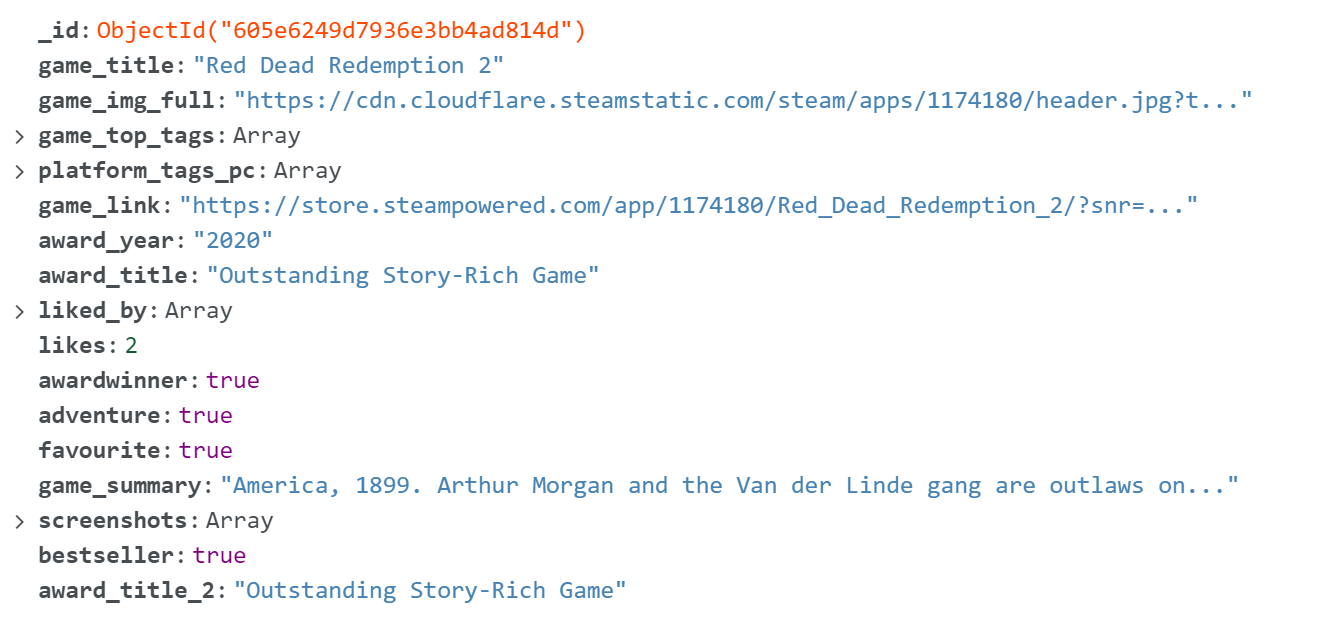 _id: ObjectId("605e6249d7936e3bb4ad814d")
game_title: "Red Dead Redemption 2"
game_img_full: "https://cdn.cloudflare.steamstatic.com/steam/apps/1174180/header.jpg?t..."
> game_top_tags: Array
> platform_tags_pc: Array
game_link: "https://store.steampowered.com/app/1174180/Red_Dead_Redemption_2/?snr=..."
award_year: "2020"
award_title: "Outstanding Story-Rich Game"
> liked_by: Array
likes: 2
awardwinner: true
adventure: true
favourite: true
game_summary: "America, 1899. Arthur Morgan and the Van der Linde gang are outlaws on..."
> screenshots: Array
bestseller: true
award_title_2: "Outstanding Story-Rich Game"